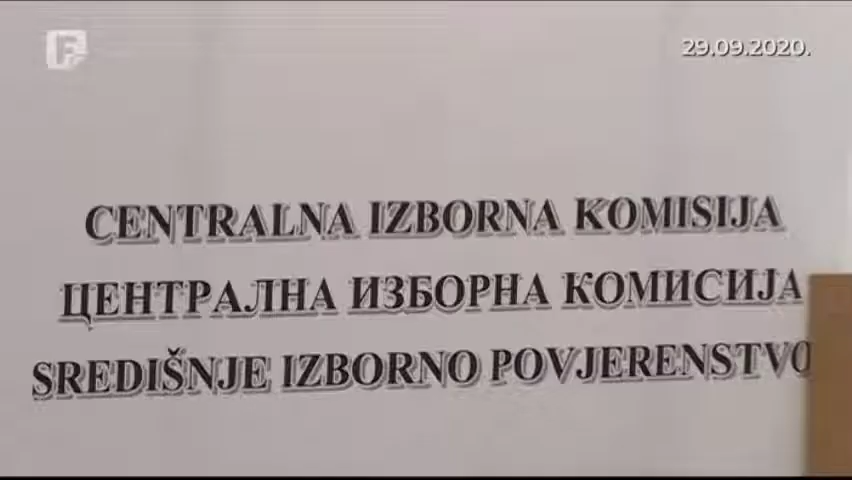 F
29.09.2020.
CENTRALNA IZBORNA KOMISIJA
ЦЕНТРАЛНА ИЗБОРНА КОМИСИЈА
SREDIŠNJE IZBORNO POVJERENSTVO